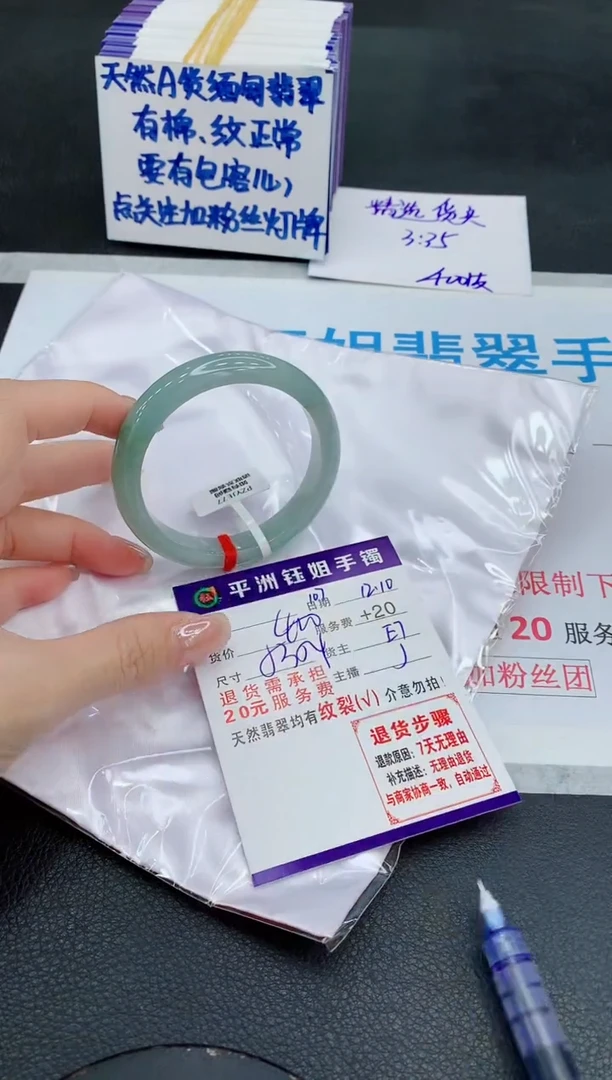 天然A货缅甸翡翠
有棉、纹正常
要有包容心
点关注加粉丝灯牌
精选货夹
3:35
翡翠手
平洲钰姐手镯
日期 12.10
货价 400 服务费 +20
尺寸 货主
退货需承担 主播
20元服务费
天然翡翠均有纹裂(√) 介意勿拍!
退货步骤
退款原因:7天无理由
补充描述:无理由退货
与商家协商一致,自动通过
限制下
20 服务
加粉丝团